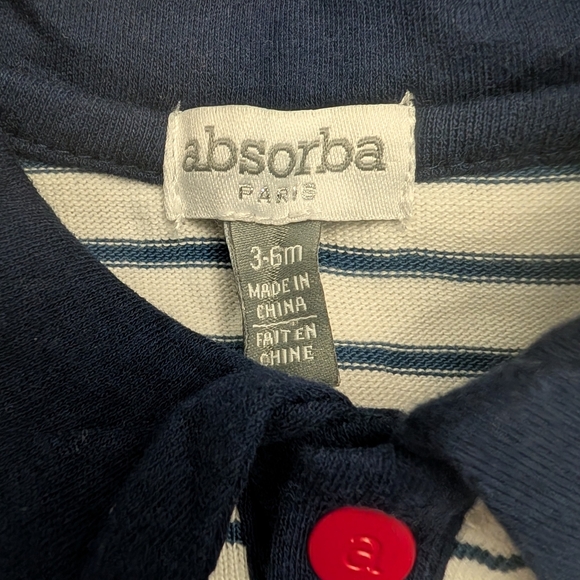 absorba
PARIS
3-6m
MADE IN
CHINA
FAIT EN
CHINE
a